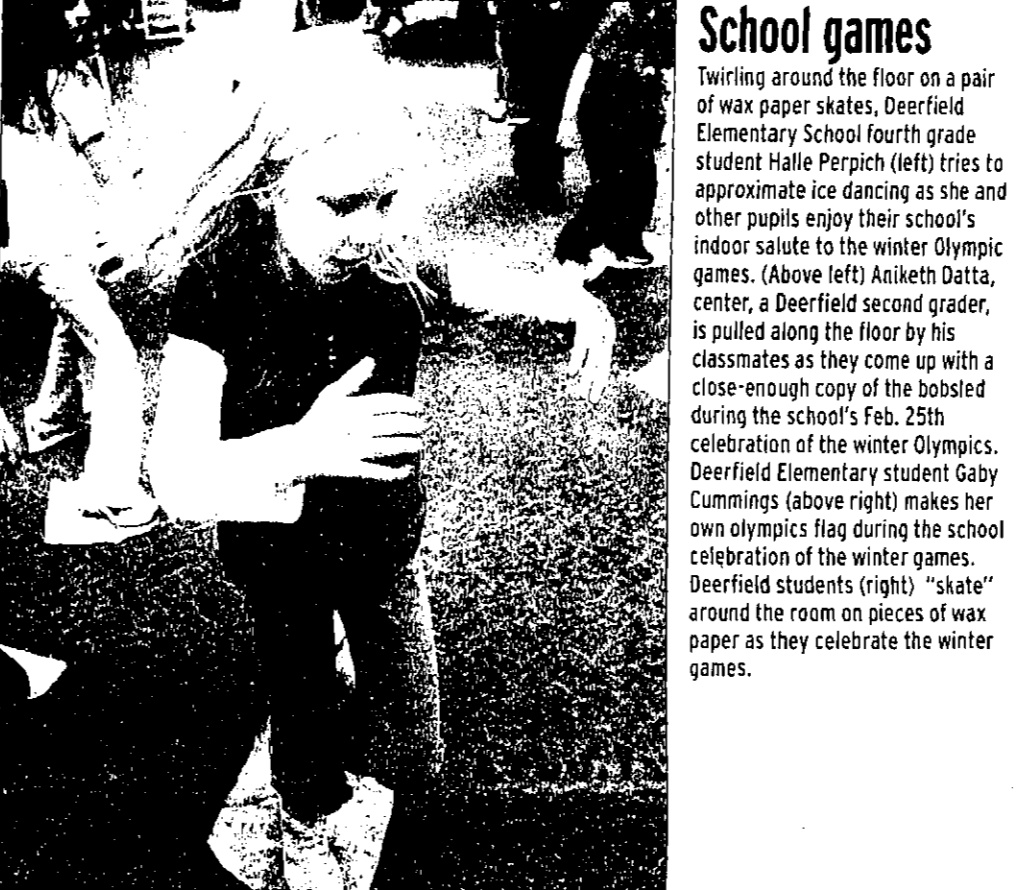 School games
Twirling around the floor on a pair
of wax paper skates, Deerfield
Elementary School fourth grade
student Halle Perpich (left) tries to
approximate ice dancing as she and
other pupils enjoy their school's
indoor salute to the winter Olympic
games. (Above left) Aniketh Datta,
center, a Deerfield second grader,
is pulled along the floor by his
classmates as they come up with a
close-enough copy of the bobsled
during the school's Feb. 25th
celebration of the winter Olympics.
Deerfield Elementary student Gaby
Cummings (above right) makes her
own olympics flag during the school
celebration of the winter games.
Deerfield students (right) "skate"
around the room on pieces of wax
paper as they celebrate the winter
games.